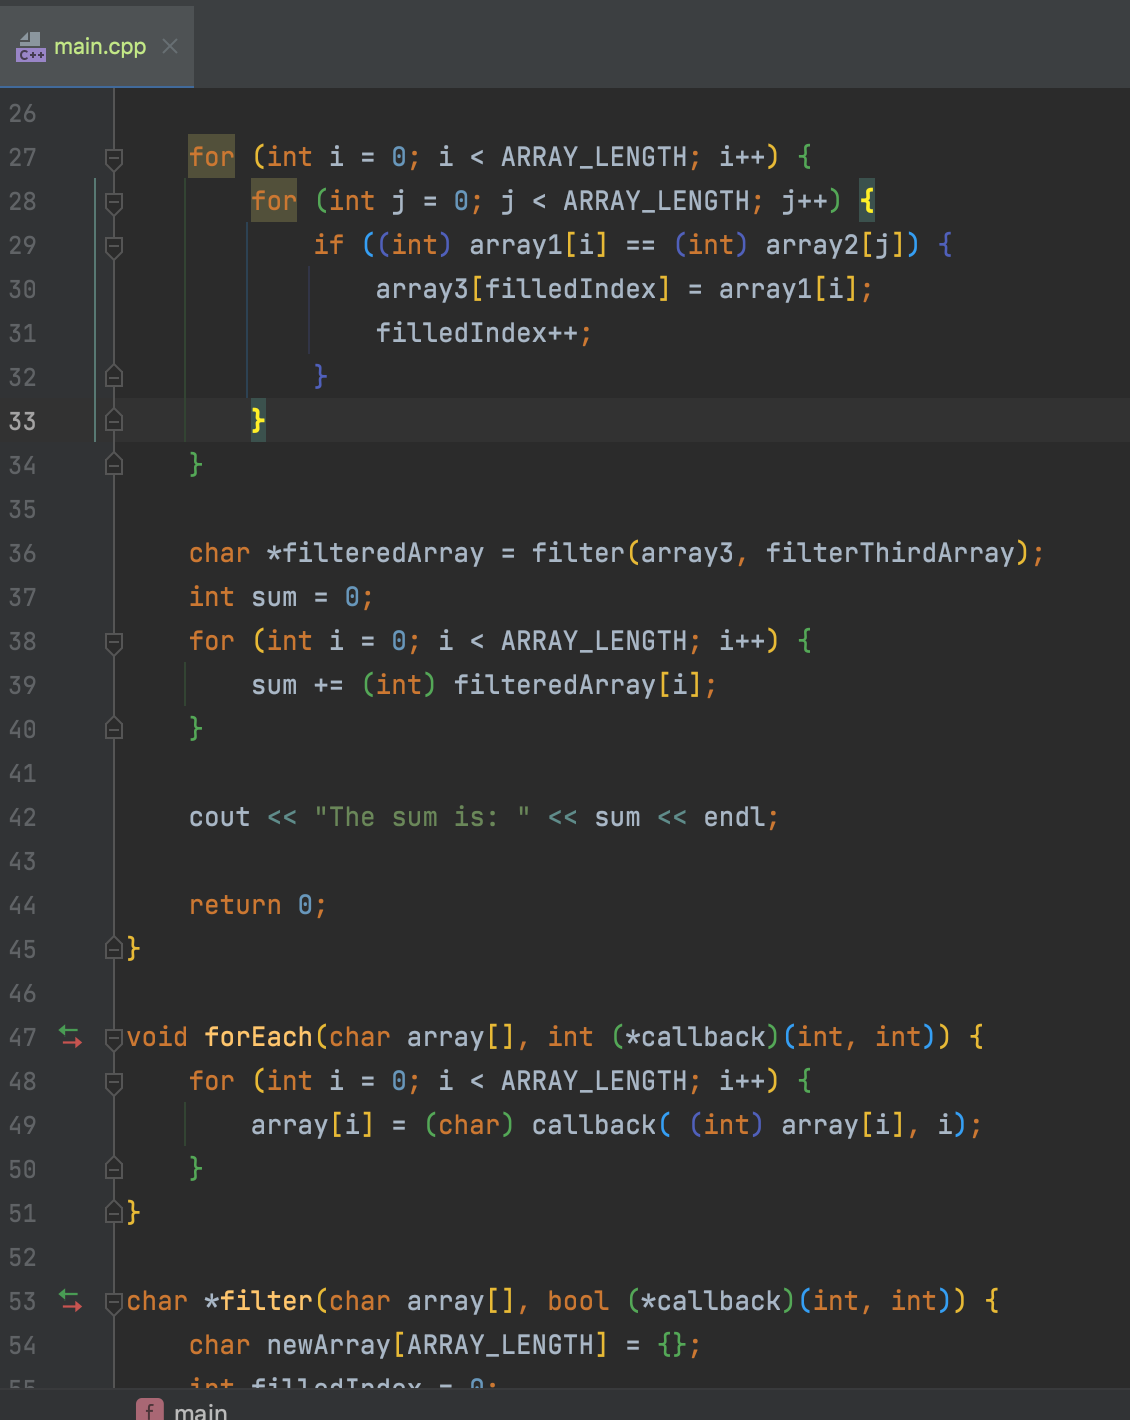 main.cpp
26
27 for (int i = 0; i < ARRAY_LENGTH; i++) {
28 for (int j = 0; j < ARRAY_LENGTH; j++) {
29 if ((int) array1[i] == (int) array2[j]) {
30 array3[filledIndex] = array1[i];
31 filledIndex++;
32 }
33 }
34 }
35
36 char *filteredArray = filter(array3, filterThirdArray);
37 int sum = 0;
38 for (int i = 0; i < ARRAY_LENGTH; i++) {
39 sum += (int) filteredArray[i];
40 }
41
42 cout << "The sum is: " << sum << endl;
43
44 return 0;
45 }
46
47 void forEach(char array[], int (*callback)(int, int)) {
48 for (int i = 0; i < ARRAY_LENGTH; i++) {
49 array[i] = (char) callback( (int) array[i], i);
50 }
51 }
52
53 char *filter(char array[], bool (*callback)(int, int)) {
54 char newArray[ARRAY_LENGTH] = {};
55 int filledIndex = 0;
f main